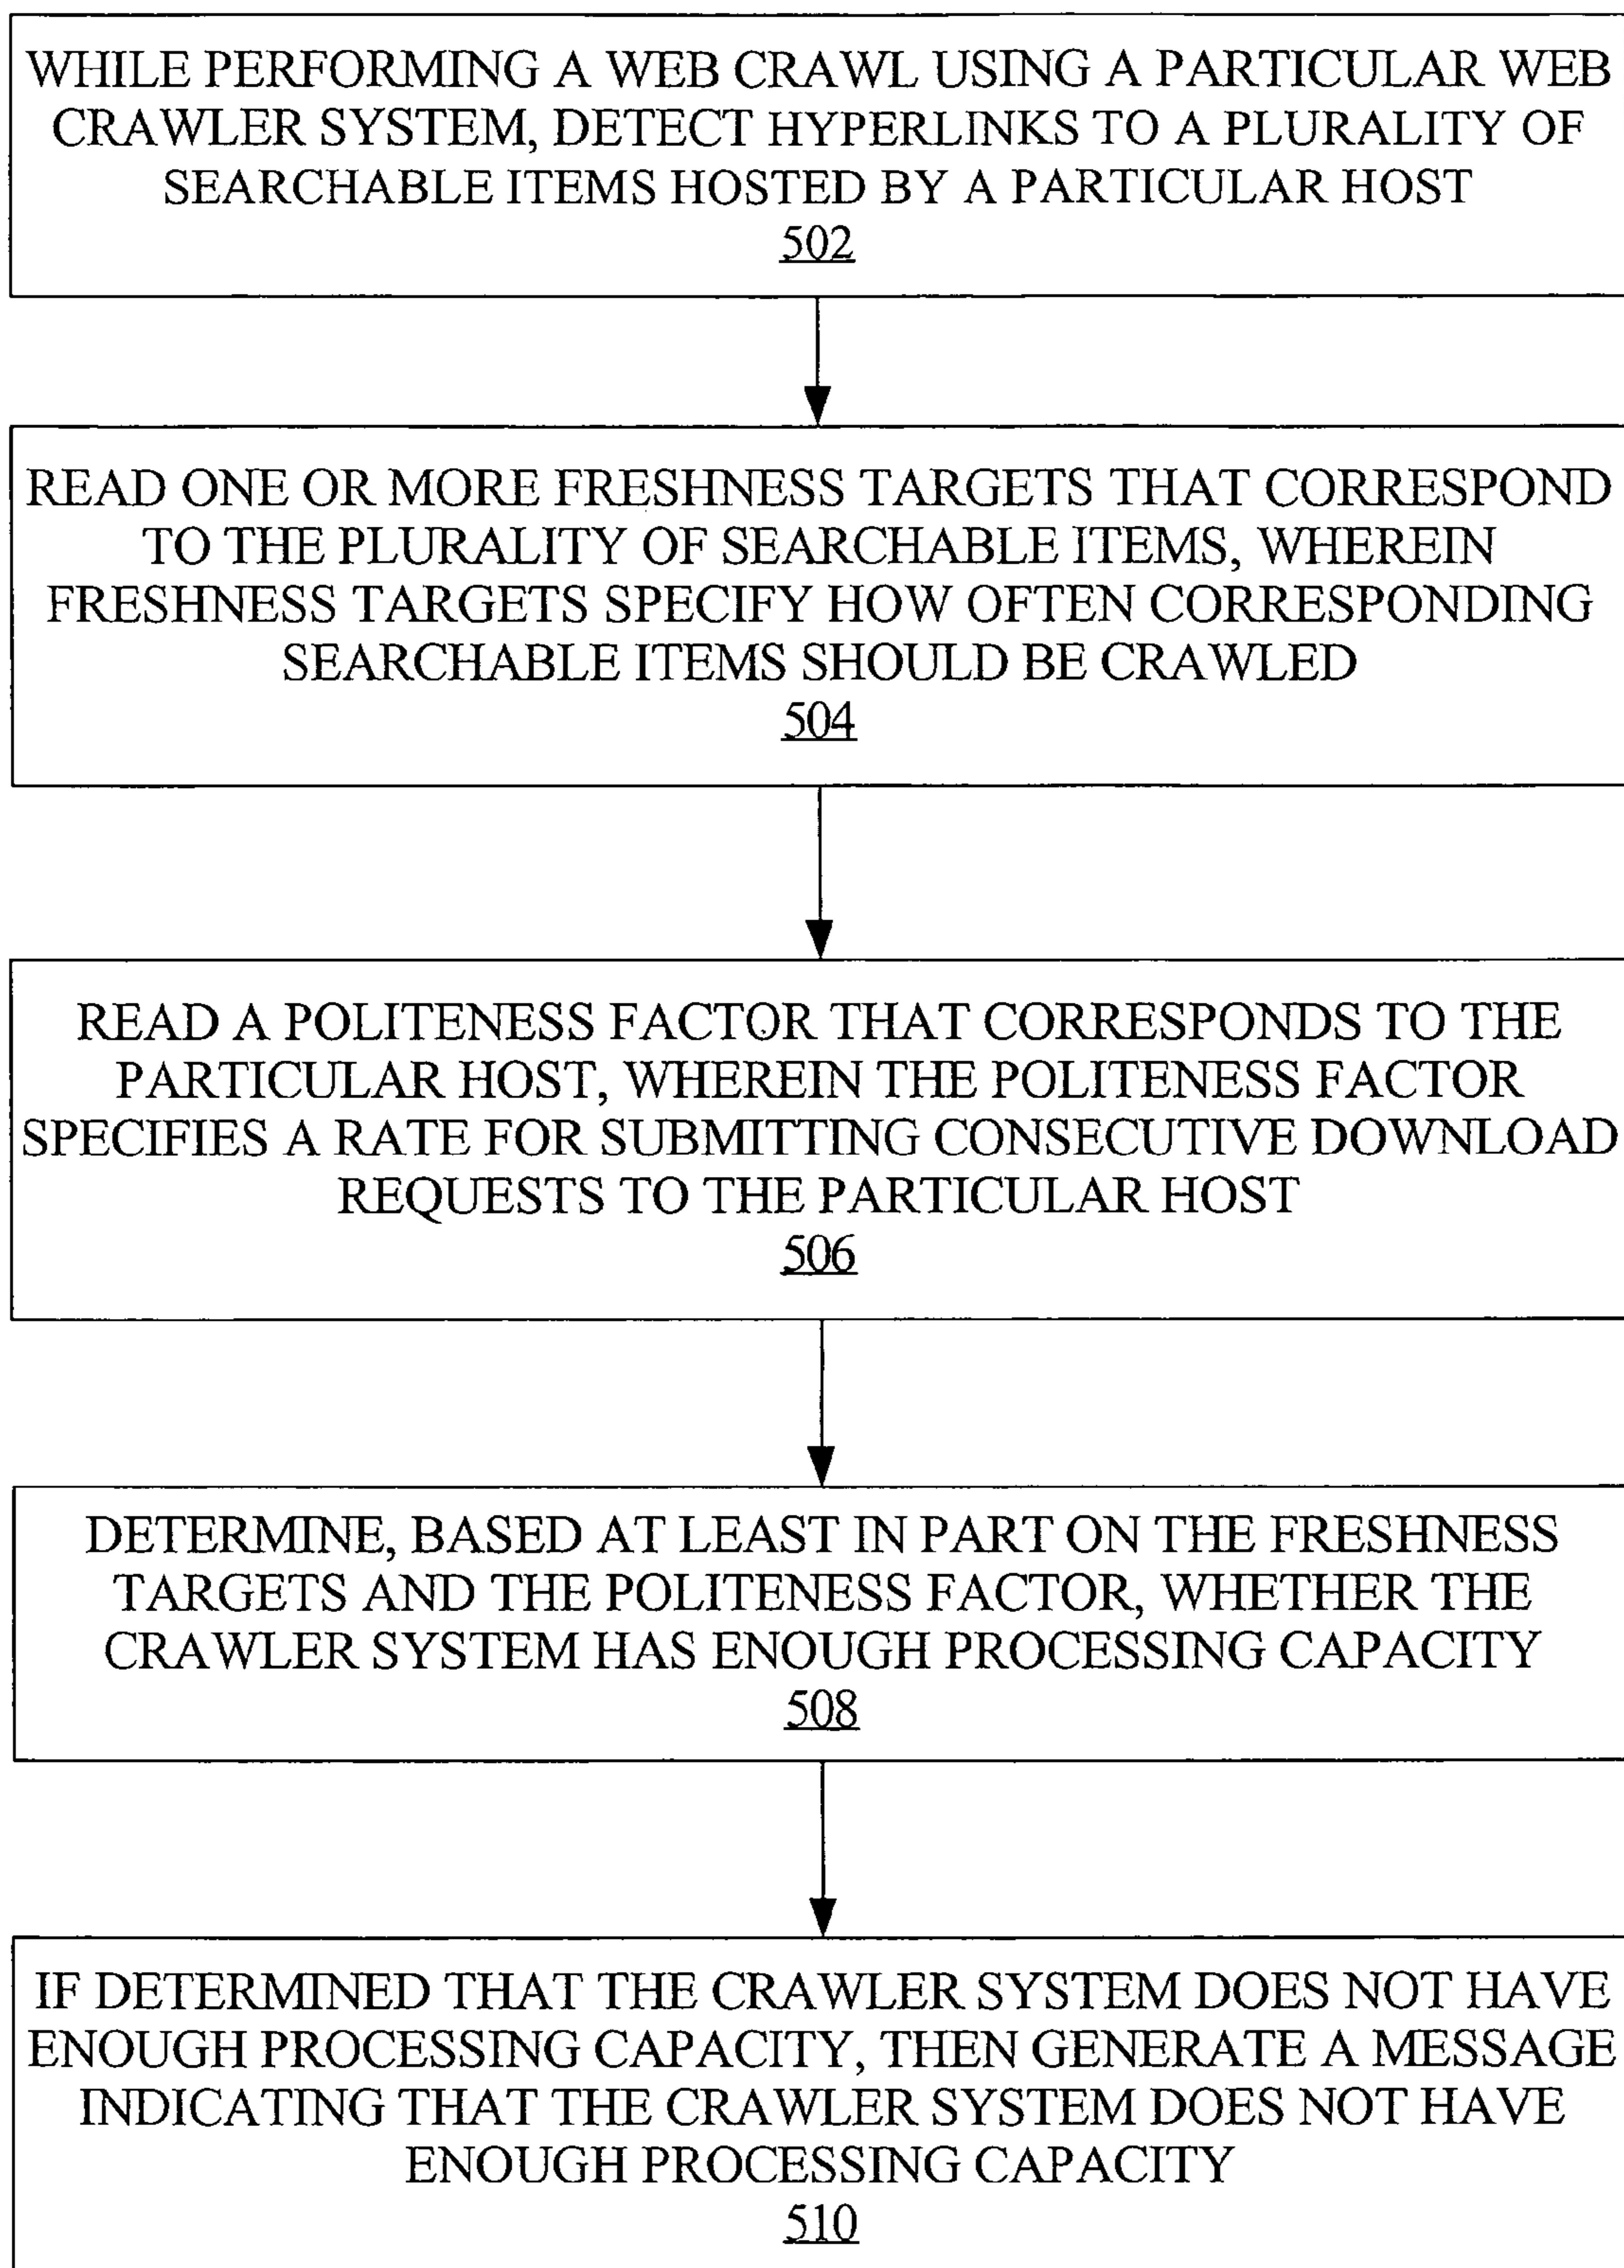 WHILE PERFORMING A WEB CRAWL USING A PARTICULAR WEB
CRAWLER SYSTEM, DETECT HYPERLINKS TO A PLURALITY OF
SEARCHABLE ITEMS HOSTED BY A PARTICULAR HOST
502
READ ONE OR MORE FRESHNESS TARGETS THAT CORRESPOND
TO THE PLURALITY OF SEARCHABLE ITEMS, WHEREIN
FRESHNESS TARGETS SPECIFY HOW OFTEN CORRESPONDING
SEARCHABLE ITEMS SHOULD BE CRAWLED
504
READ A POLITENESS FACTOR THAT CORRESPONDS TO THE
PARTICULAR HOST, WHEREIN THE POLITENESS FACTOR
SPECIFIES A RATE FOR SUBMITTING CONSECUTIVE DOWNLOAD
REQUESTS TO THE PARTICULAR HOST
506
DETERMINE, BASED AT LEAST IN PART ON THE FRESHNESS
TARGETS AND THE POLITENESS FACTOR, WHETHER THE
CRAWLER SYSTEM HAS ENOUGH PROCESSING CAPACITY
508
IF DETERMINED THAT THE CRAWLER SYSTEM DOES NOT HAVE
ENOUGH PROCESSING CAPACITY, THEN GENERATE A MESSAGE
INDICATING THAT THE CRAWLER SYSTEM DOES NOT HAVE
ENOUGH PROCESSING CAPACITY
510